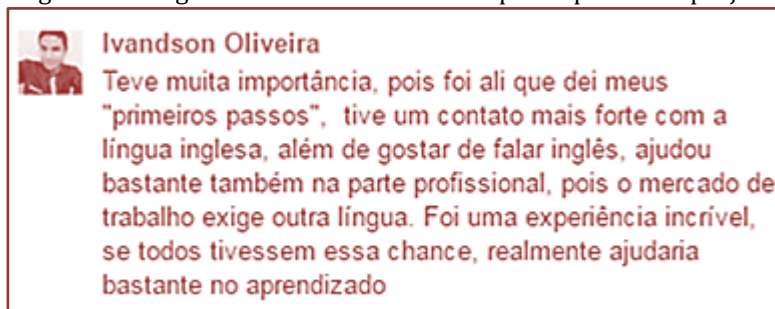 Ivandson Oliveira
Teve muita importância, pois foi ali que dei meus
"primeiros passos", tive um contato mais forte com a
língua inglesa, além de gostar de falar inglês, ajudou
bastante também na parte profissional, pois o mercado de
trabalho exige outra língua. Foi uma experiência incrível,
se todos tivessem essa chance, realmente ajudaria
bastante no aprendizado